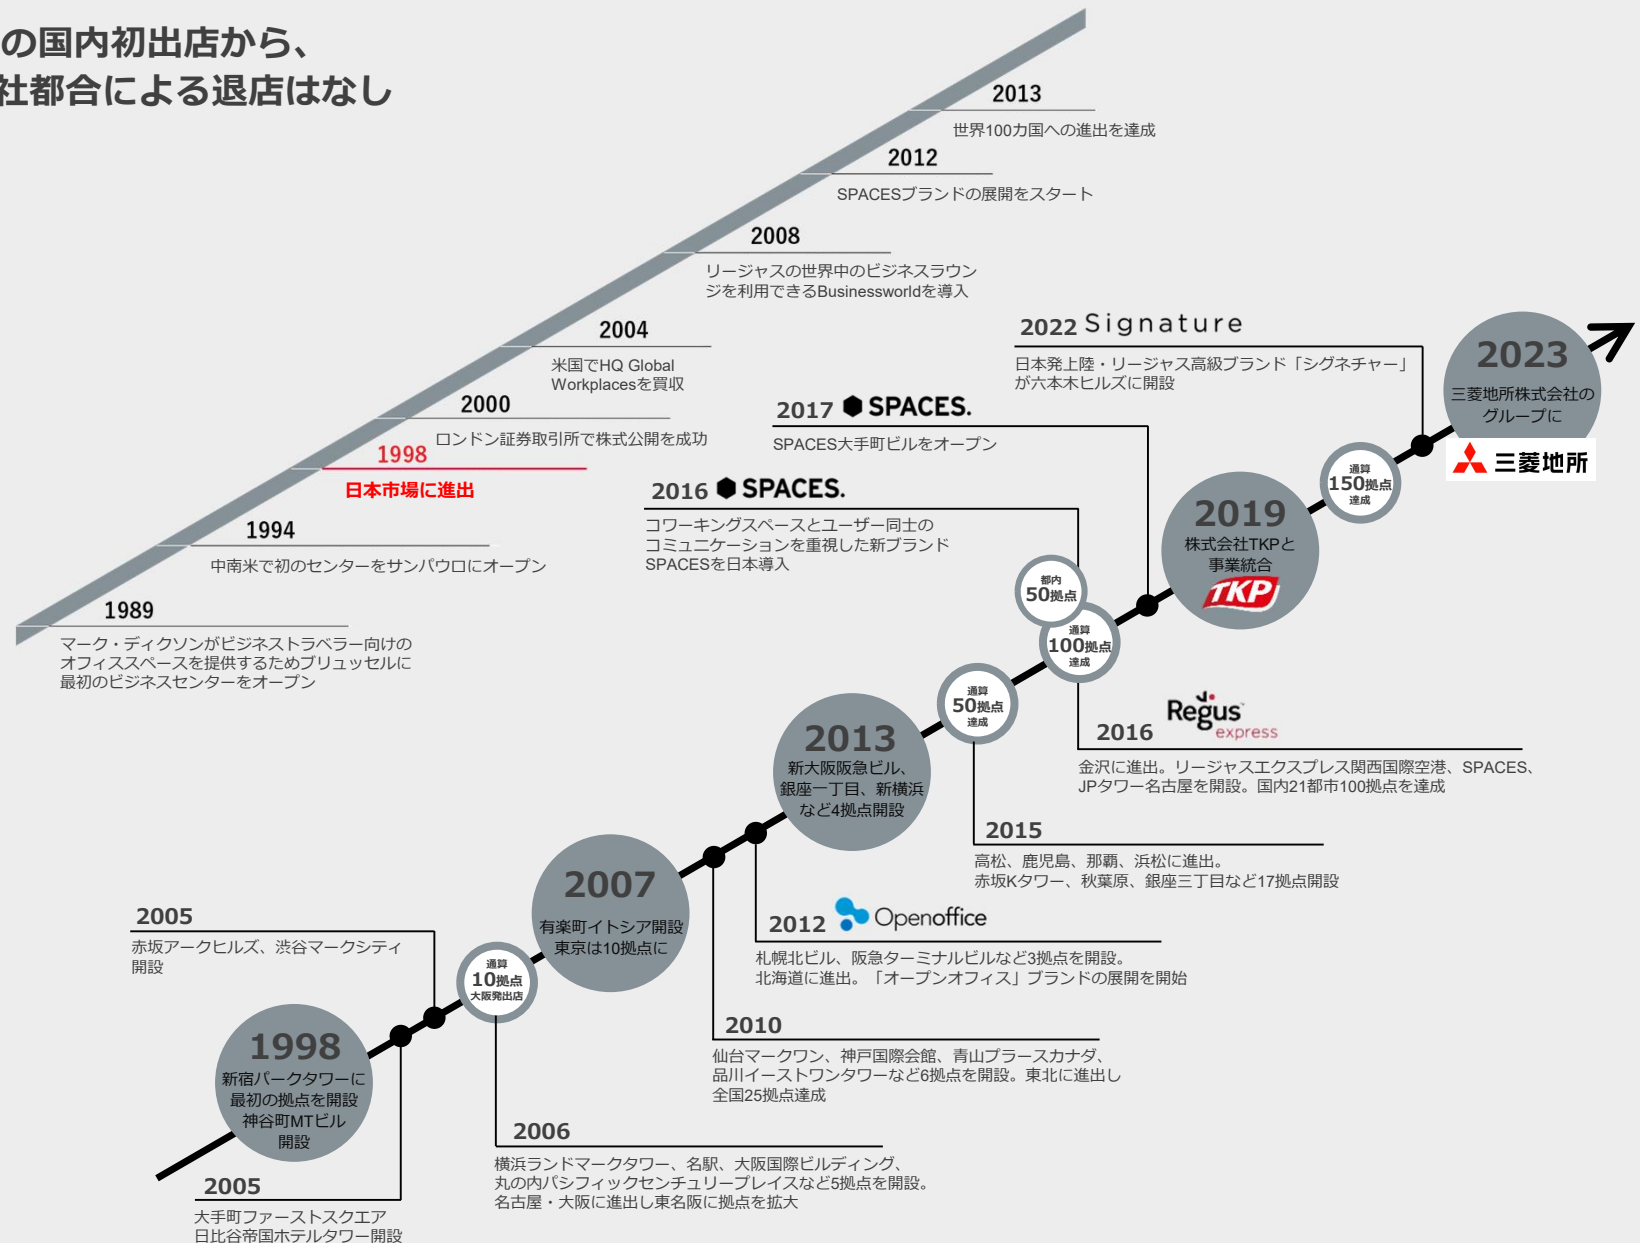 の国内初出店から、
社都合による退店はなし
2013
世界100カ国への進出を達成
2012
SPACESブランドの展開をスタート
2008
リージャスの世界中のビジネスラウン
ジを利用できるBusinessworldを導入
2004
米国でHQ Global
Workplacesを買収
2000
ロンドン証券取引所で株式公開を成功
1998
日本市場に進出
1994
中南米で初のセンターをサンパウロにオープン
1989
マーク・ディクソンがビジネストラベラー向けの
オフィススペースを提供するためブリュッセルに
最初のビジネスセンターをオープン
2023
三菱地所株式会社の
グループに
三菱地所
2022 Signature
日本発上陸・リージャス高級ブランド「シグネチャー」
が六本木ヒルズに開設
通算
150拠点
達成
2019
株式会社TKPと
事業統合
TKP
2017 SPACES.
SPACES大手町ビルをオープン
2016 SPACES.
コワーキングスペースとユーザー同士の
コミュニケーションを重視した新ブランド
SPACESを日本導入
都内
50拠点
通算
100拠点
達成
2016 Regus express
金沢に進出。リージャスエクスプレス関西国際空港、SPACES、
JPタワー名古屋を開設。国内21都市100拠点を達成
通算
50拠点
達成
2015
高松、鹿児島、那覇、浜松に進出。
赤坂Kタワー、秋葉原、銀座三丁目など17拠点開設
2013
新大阪阪急ビル、
銀座一丁目、新横浜
など4拠点開設
2012 Openoffice
札幌北ビル、阪急ターミナルビルなど3拠点を開設。
北海道に進出。「オープンオフィス」ブランドの展開を開始
2010
仙台マークワン、神戸国際会館、青山プラースカナダ、
品川イーストワンタワーなど6拠点を開設。東北に進出し
全国25拠点達成
2007
有楽町イトシア開設
東京は10拠点に
通算
10拠点
大阪発出店
2006
横浜ランドマークタワー、名駅、大阪国際ビルディング、
丸の内パシフィックセンチュリープレイスなど5拠点を開設。
名古屋・大阪に進出し東名阪に拠点を拡大
2005
赤坂アークヒルズ、渋谷マークシティ
開設
1998
新宿パークタワーに
最初の拠点を開設
神谷町MTビル
開設
2005
大手町ファーストスクエア
日比谷帝国ホテルタワー開設